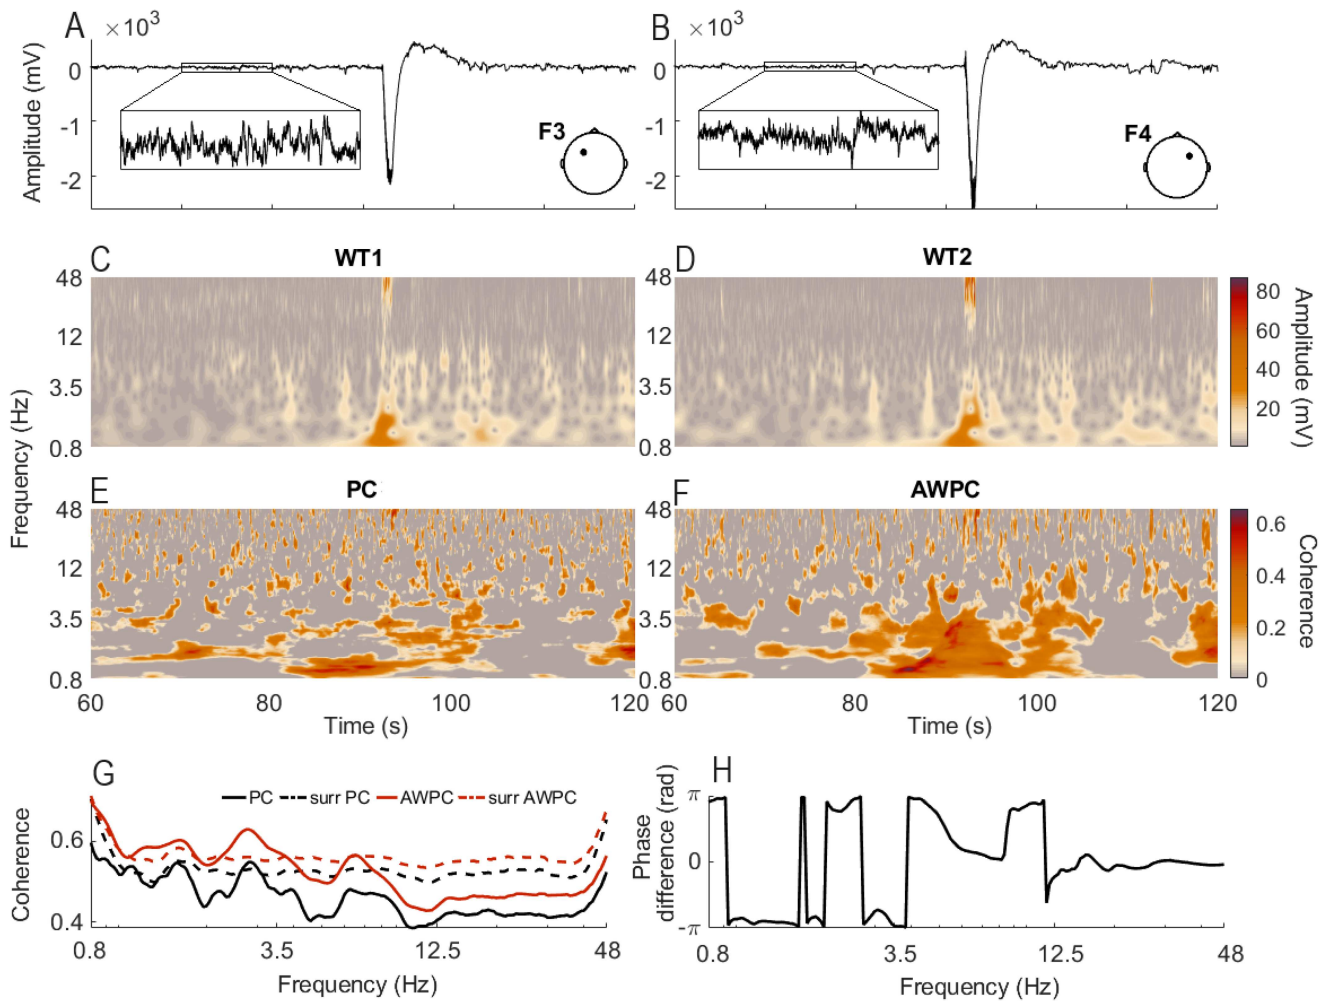 A ×10³
B ×10³
Amplitude (mV)
0
-1
-2
F3
0
-1
-2
F4
C WT1
D WT2
Frequency (Hz)
48
12
3.5
0.8
48
12
3.5
0.8
80
60
40
20
Amplitude (mV)
E PC
F AWPC
48
12
3.5
0.8
48
12
3.5
0.8
0.6
0.4
0.2
0
Coherence
60 80 100 120
Time (s)
60 80 100 120
Time (s)
G
PC surr PC AWPC surr AWPC
Coherence
0.6
0.4
0.8 3.5 12.5 48
Frequency (Hz)
H
Phase
difference (rad)
π
0
-π
0.8 3.5 12.5 48
Frequency (Hz)